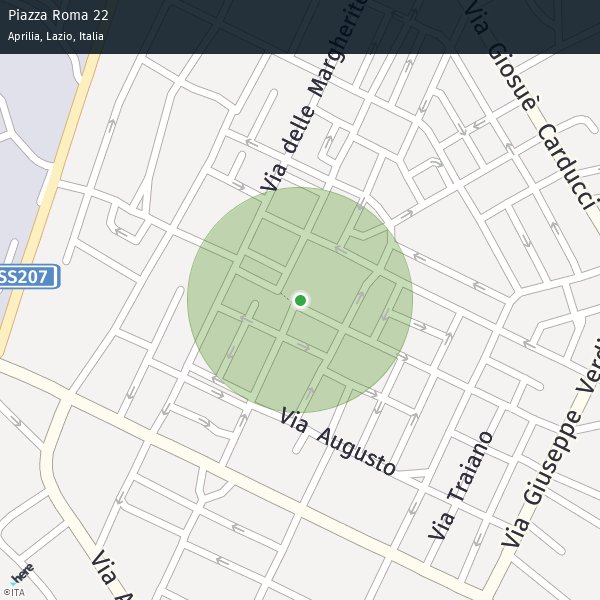 Piazza Roma 22
Aprilia, Lazio, Italia
Via Giosuè Carducci
Via delle Margherite
SS207
Via Augusto
Via Traiano
Via Giuseppe Verdi
Via A
here
©ITA